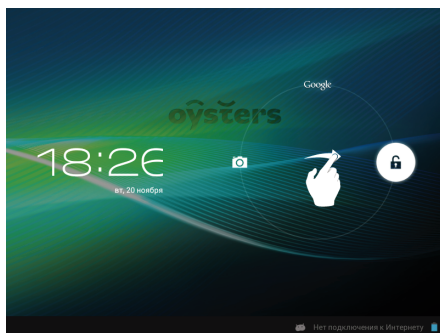 Google
oysters
18:26
вт, 20 ноября
Нет подключения к Интернету